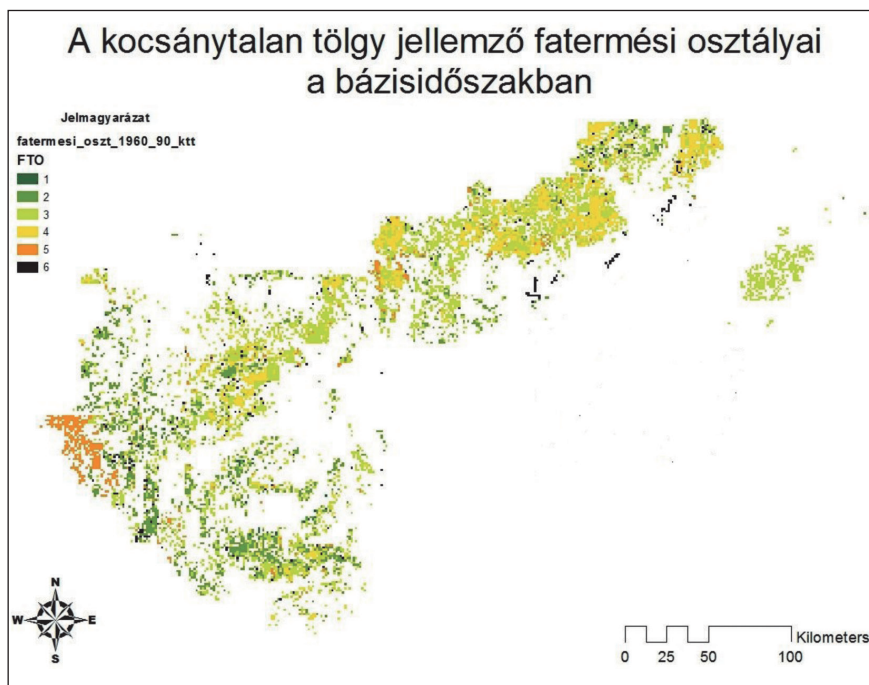 A kocsánytalan tölgy jellemző fatermési osztályai
a bázisidőszakban
Jelmagyarázat
fatermesi_oszt_1960_90_ktt
FTO
1
2
3
4
5
6
N
W E
S
Kilometers
0 25 50 100